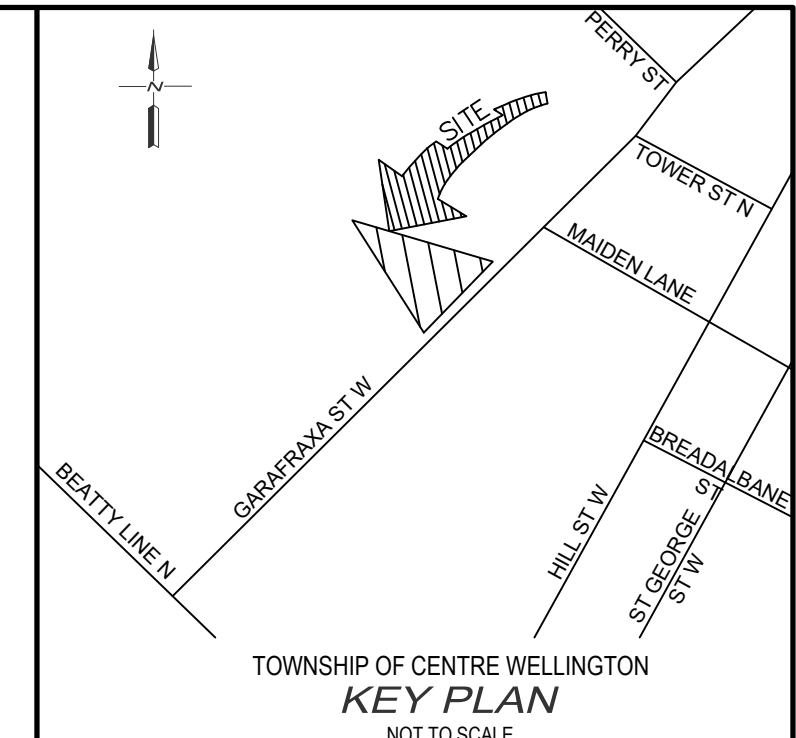 PERRY ST
N
SITE
TOWER ST N
MAIDEN LANE
GARAFRAXA ST W
BREADALBANE
ST
BEATTY LINE N
HILL ST W
ST GEORGE
ST W
TOWNSHIP OF CENTRE WELLINGTON
KEY PLAN
NOT TO SCALE